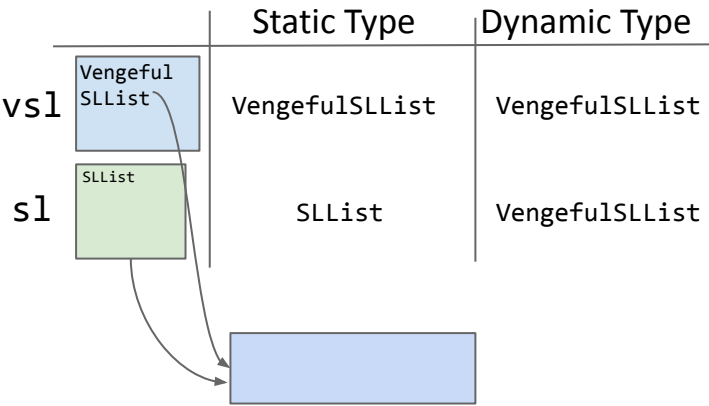 Static Type Dynamic Type
vsl Vengeful
SLList VengefulSLList VengefulSLList
sl SLList SLList VengefulSLList